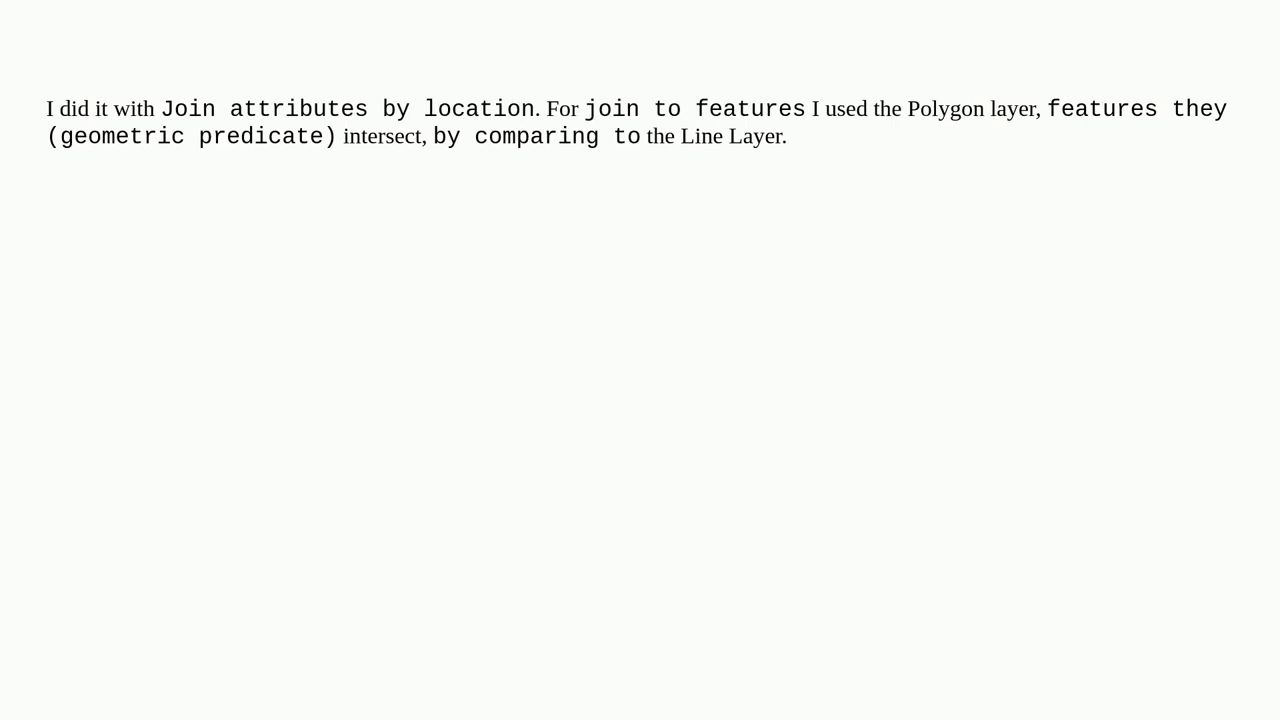 I did it with Join attributes by location. For join to features I used the Polygon layer, features they
(geometric predicate) intersect, by comparing to the Line Layer.